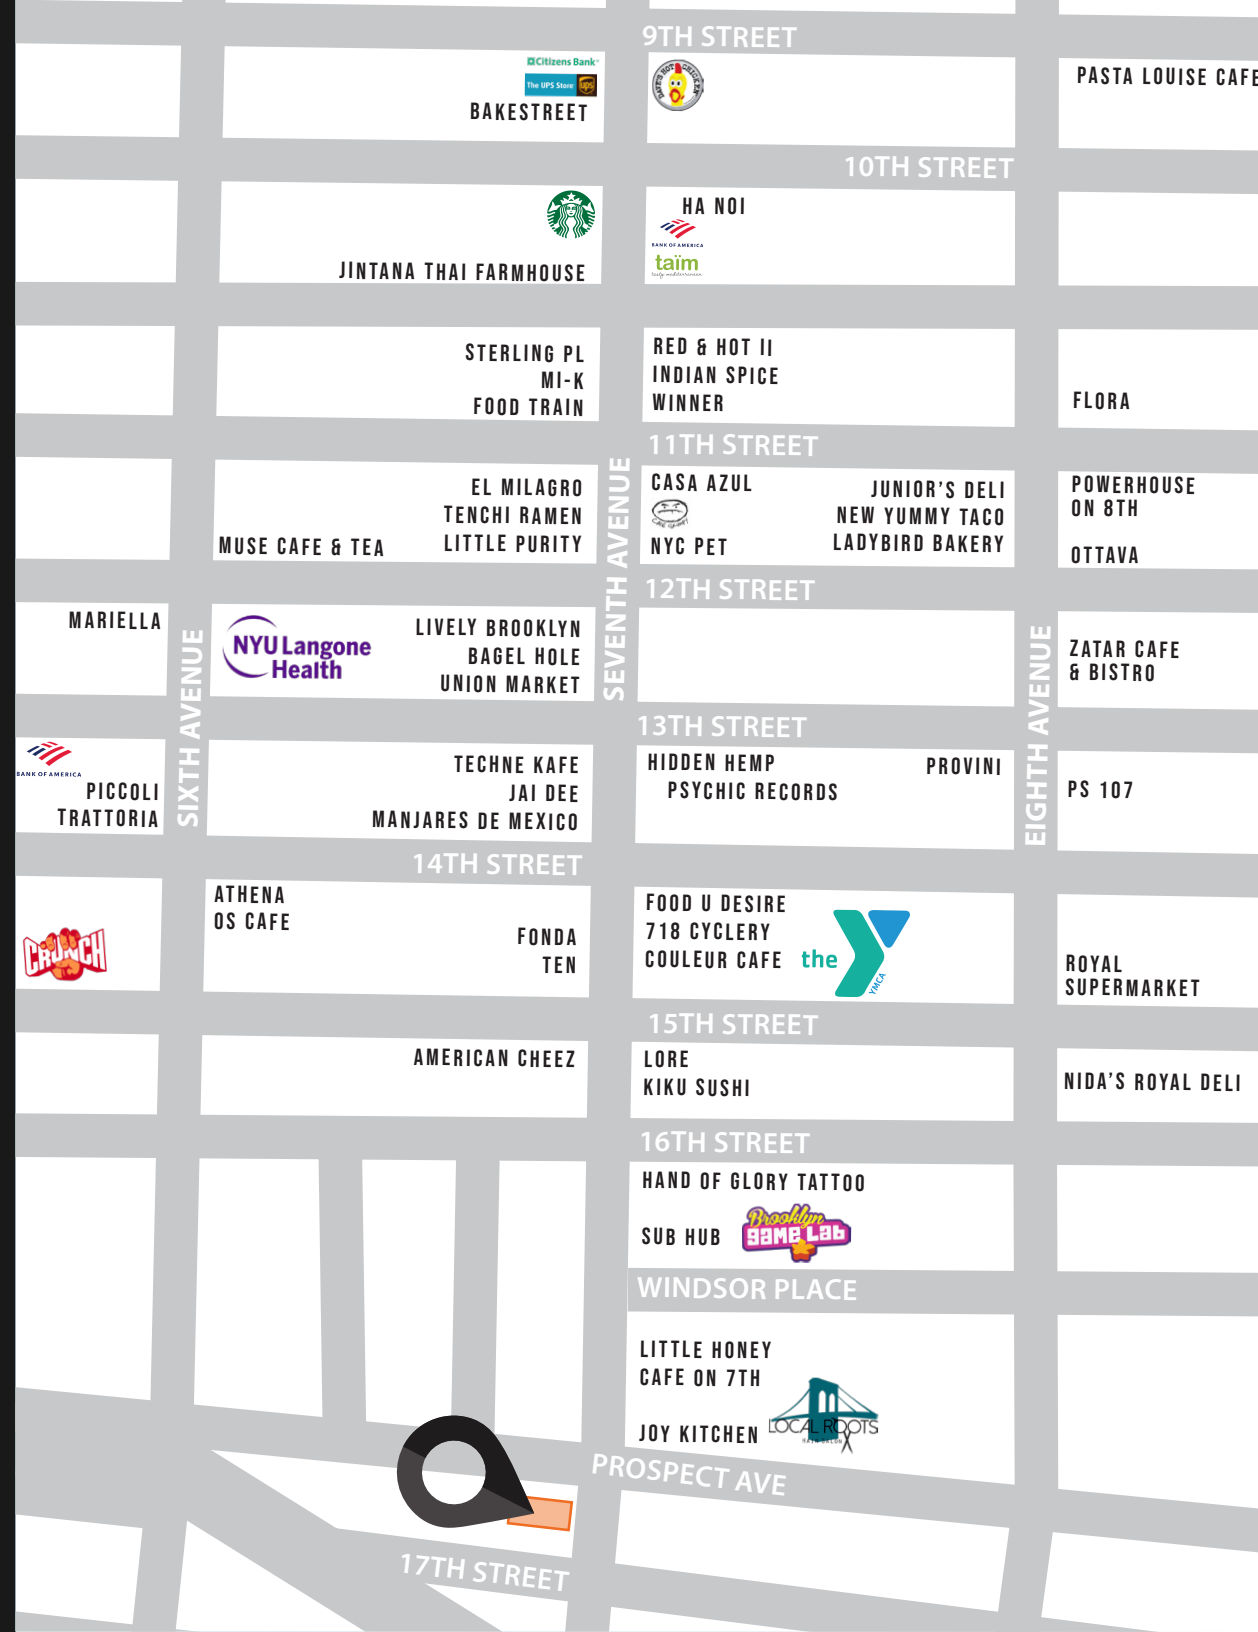 9TH STREET
Citizens Bank
The UPS Store ups
BAKESTREET
DAVE'S HOT CHICKEN
PASTA LOUISE CAFE
10TH STREET
JINTANA THAI FARMHOUSE
HA NOI
BANK OF AMERICA
taïm
STERLING PL
MI-K
FOOD TRAIN
RED & HOT II
INDIAN SPICE
WINNER
FLORA
11TH STREET
SEVENTH AVENUE
MUSE CAFE & TEA
EL MILAGRO
TENCHI RAMEN
LITTLE PURITY
CASA AZUL
NYC PET
JUNIOR'S DELI
NEW YUMMY TACO
LADYBIRD BAKERY
POWERHOUSE
ON 8TH
OTTAVA
12TH STREET
MARIELLA
SIXTH AVENUE
NYU Langone
Health
LIVELY BROOKLYN
BAGEL HOLE
UNION MARKET
EIGHTH AVENUE
ZATAR CAFE
& BISTRO
13TH STREET
BANK OF AMERICA
PICCOLI
TRATTORIA
TECHNE KAFE
JAI DEE
MANJARES DE MEXICO
HIDDEN HEMP
PSYCHIC RECORDS
PROVINI
PS 107
14TH STREET
CRUNCH
ATHENA
OS CAFE
FONDA
TEN
FOOD U DESIRE
718 CYCLERY
COULEUR CAFE
the
YMCA
ROYAL
SUPERMARKET
15TH STREET
AMERICAN CHEEZ
LORE
KIKU SUSHI
NIDA'S ROYAL DELI
16TH STREET
HAND OF GLORY TATTOO
SUB HUB
Brooklyn
game Lab
WINDSOR PLACE
LITTLE HONEY
CAFE ON 7TH
JOY KITCHEN
LOCAL ROOTS
HAIR SALON
PROSPECT AVE
17TH STREET